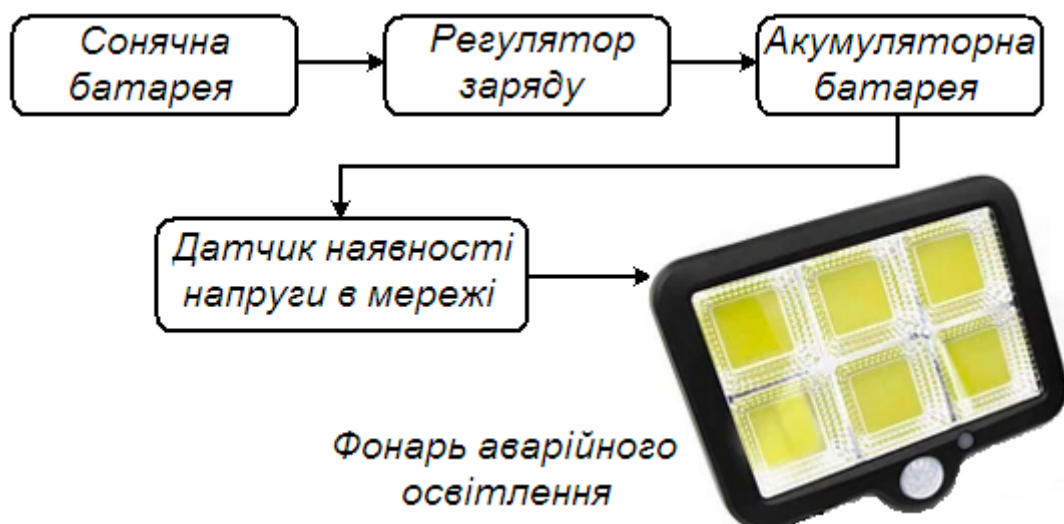 Сонячна
батарея
Регулятор
заряду
Акумуляторна
батарея
Датчик наявності
напруги в мережі
Фонарь аварійного
освітлення